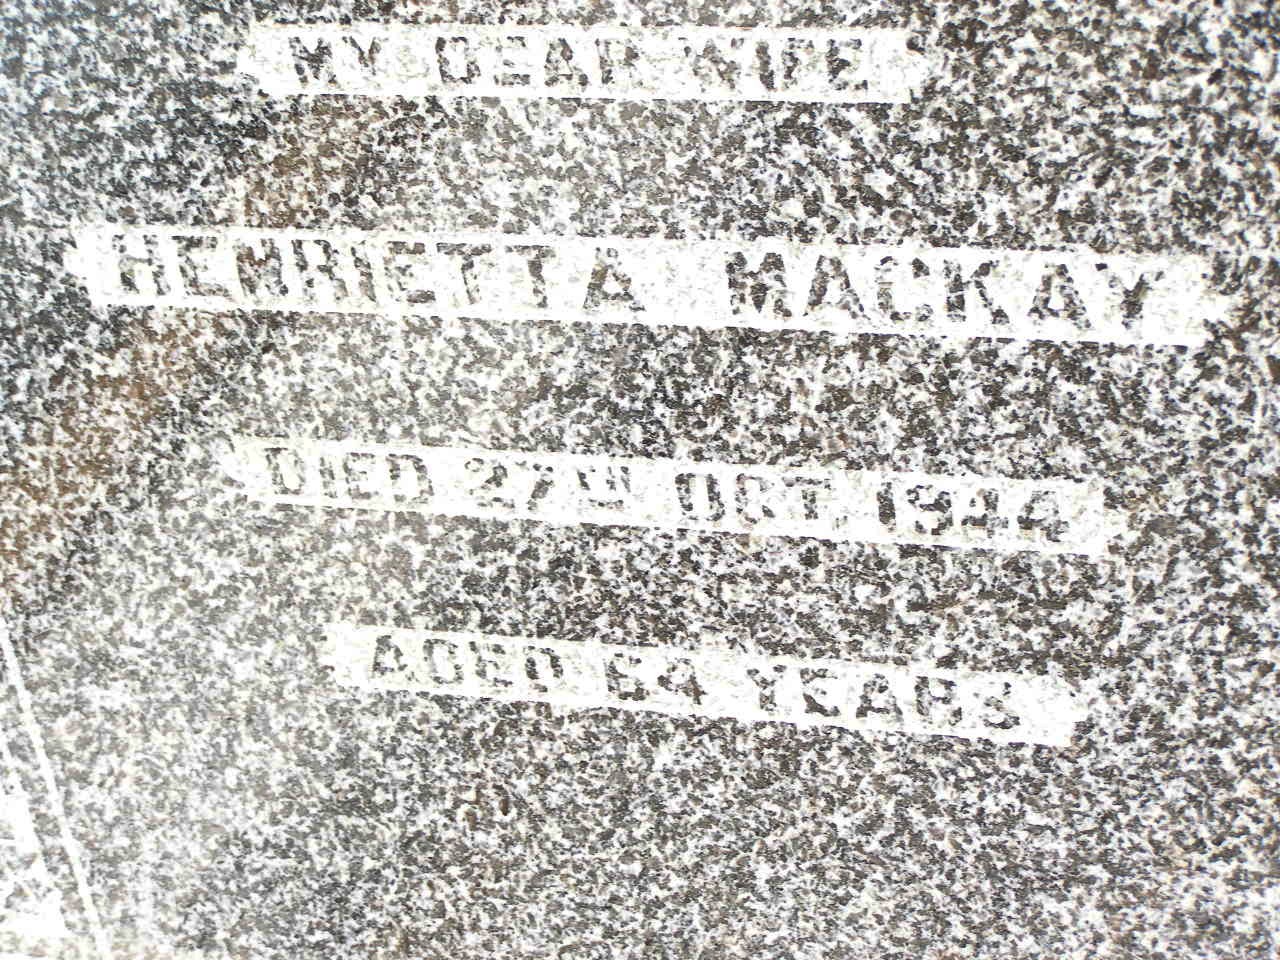 MY DEAR WIFE
HENRIETTA MACKAY
DIED 27TH OCT. 1944
AGED 64 YEARS